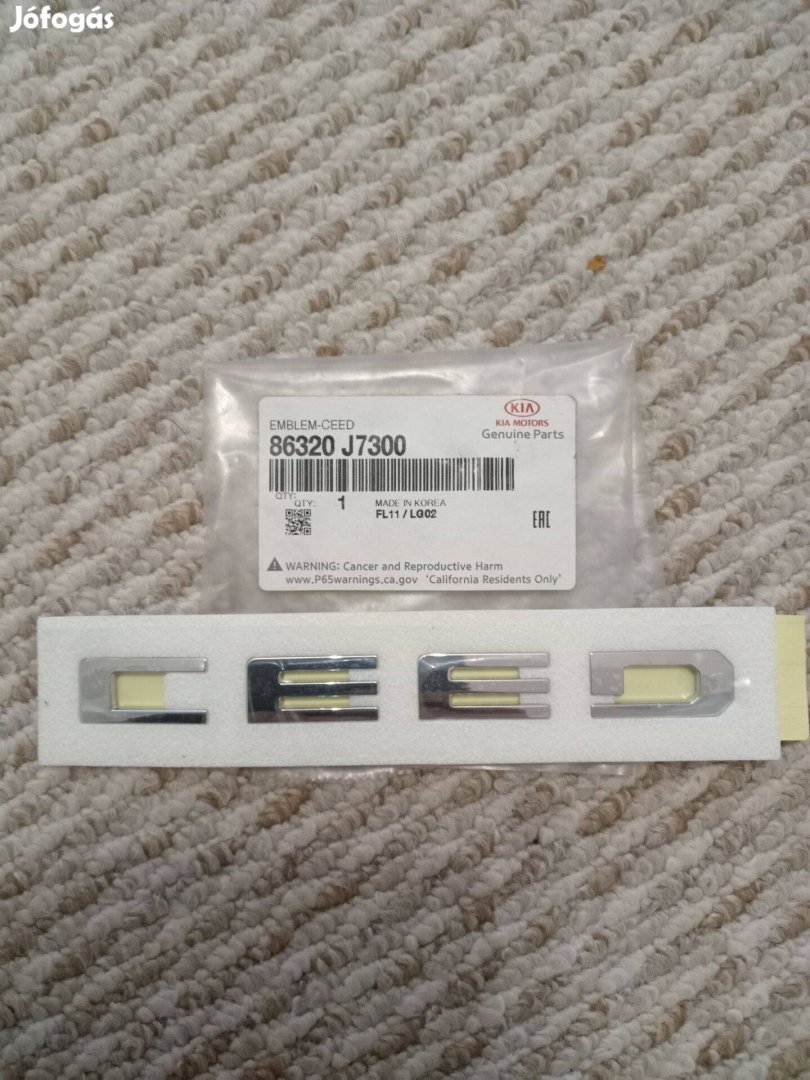 Jófogás
EMBLEM-CEED
86320 J7300
KIA
KIA MOTORS
Genuine Parts
QTY:
QTY: 1
MADE IN KOREA
FL11 / LG02
EAC
WARNING: Cancer and Reproductive Harm
www.P65warnings.ca.gov 'California Residents Only'
CEED